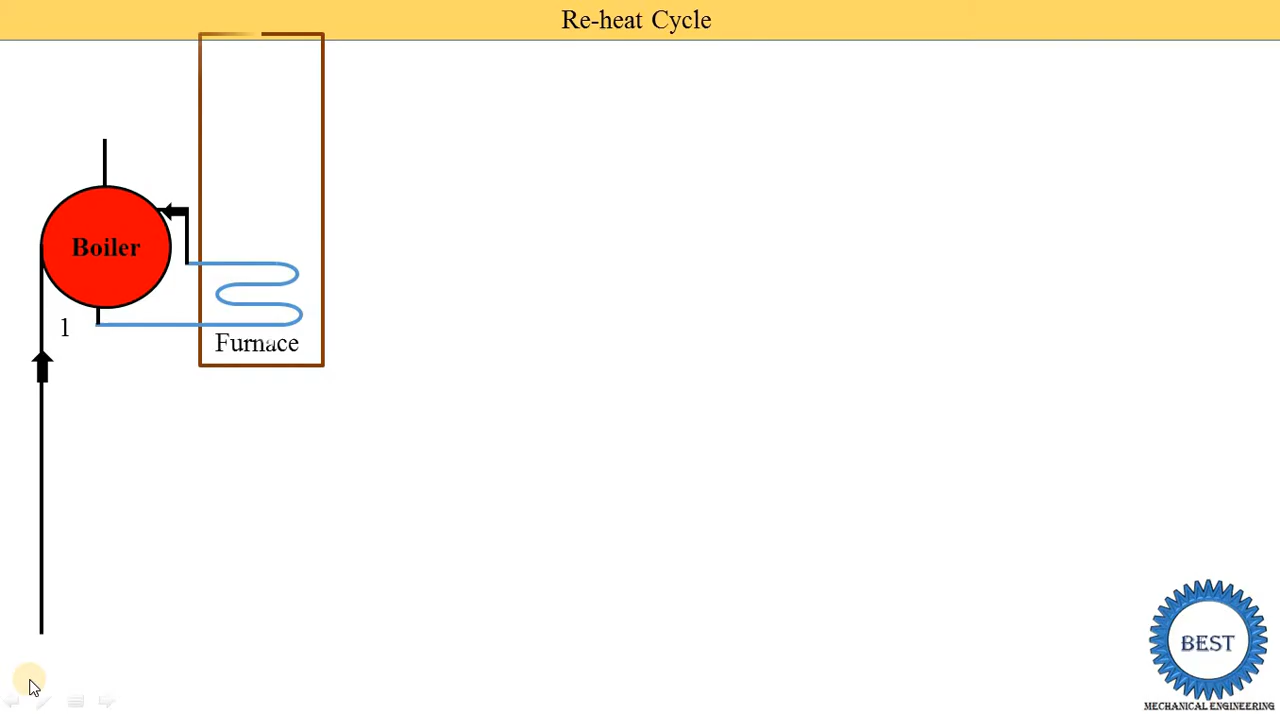 Re-heat Cycle
Boiler
1
Furnace
BEST
MECHANICAL ENGINEERING